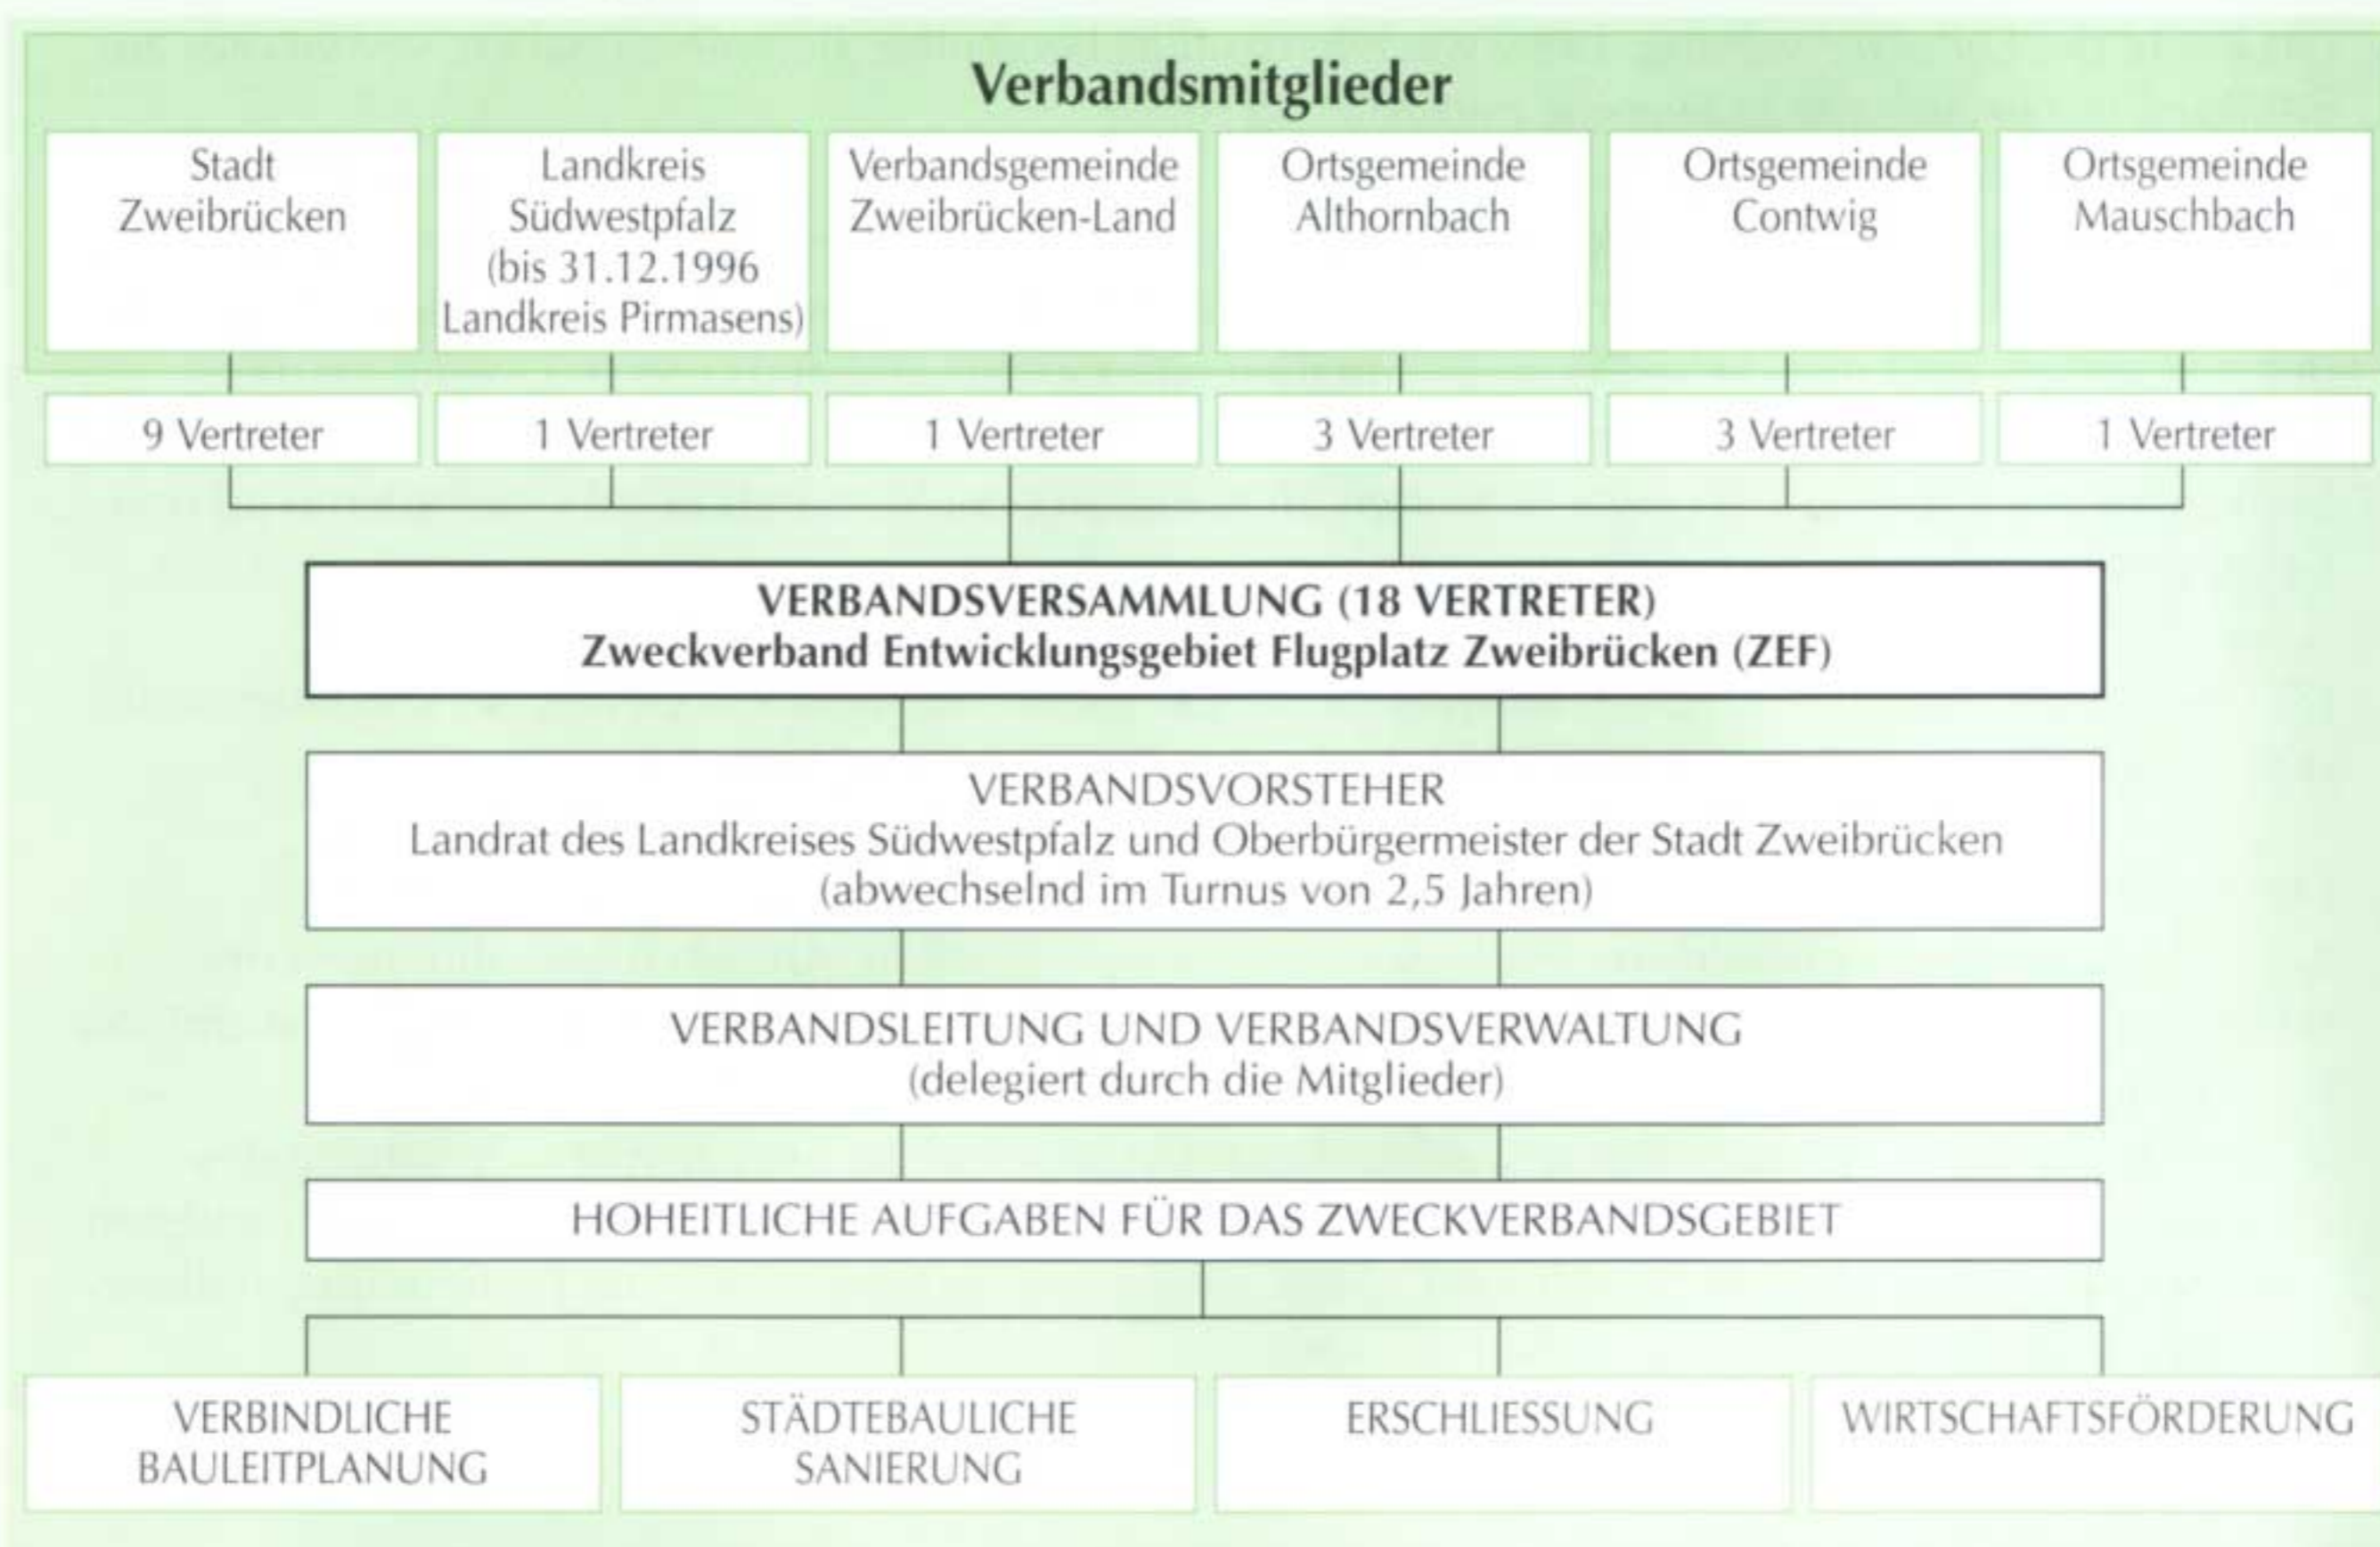 Verbandsmitglieder
Stadt
Zweibrücken
Landkreis
Südwestpfalz
(bis 31.12.1996
Landkreis Pirmasens)
Verbandsgemeinde
Zweibrücken-Land
Ortsgemeinde
Althornbach
Ortsgemeinde
Contwig
Ortsgemeinde
Mauschbach
9 Vertreter
1 Vertreter
1 Vertreter
3 Vertreter
3 Vertreter
1 Vertreter
VERBANDSVERSAMMLUNG (18 VERTRETER)
Zweckverband Entwicklungsgebiet Flugplatz Zweibrücken (ZEF)
VERBANDSVORSTEHER
Landrat des Landkreises Südwestpfalz und Oberbürgermeister der Stadt Zweibrücken
(abwechselnd im Turnus von 2,5 Jahren)
VERBANDSLEITUNG UND VERBANDSVERWALTUNG
(delegiert durch die Mitglieder)
HOHEITLICHE AUFGABEN FÜR DAS ZWECKVERBANDSGEBIET
VERBINDLICHE
BAULEITPLANUNG
STÄDTEBAULICHE
SANIERUNG
ERSCHLIESSUNG
WIRTSCHAFTSFÖRDERUNG